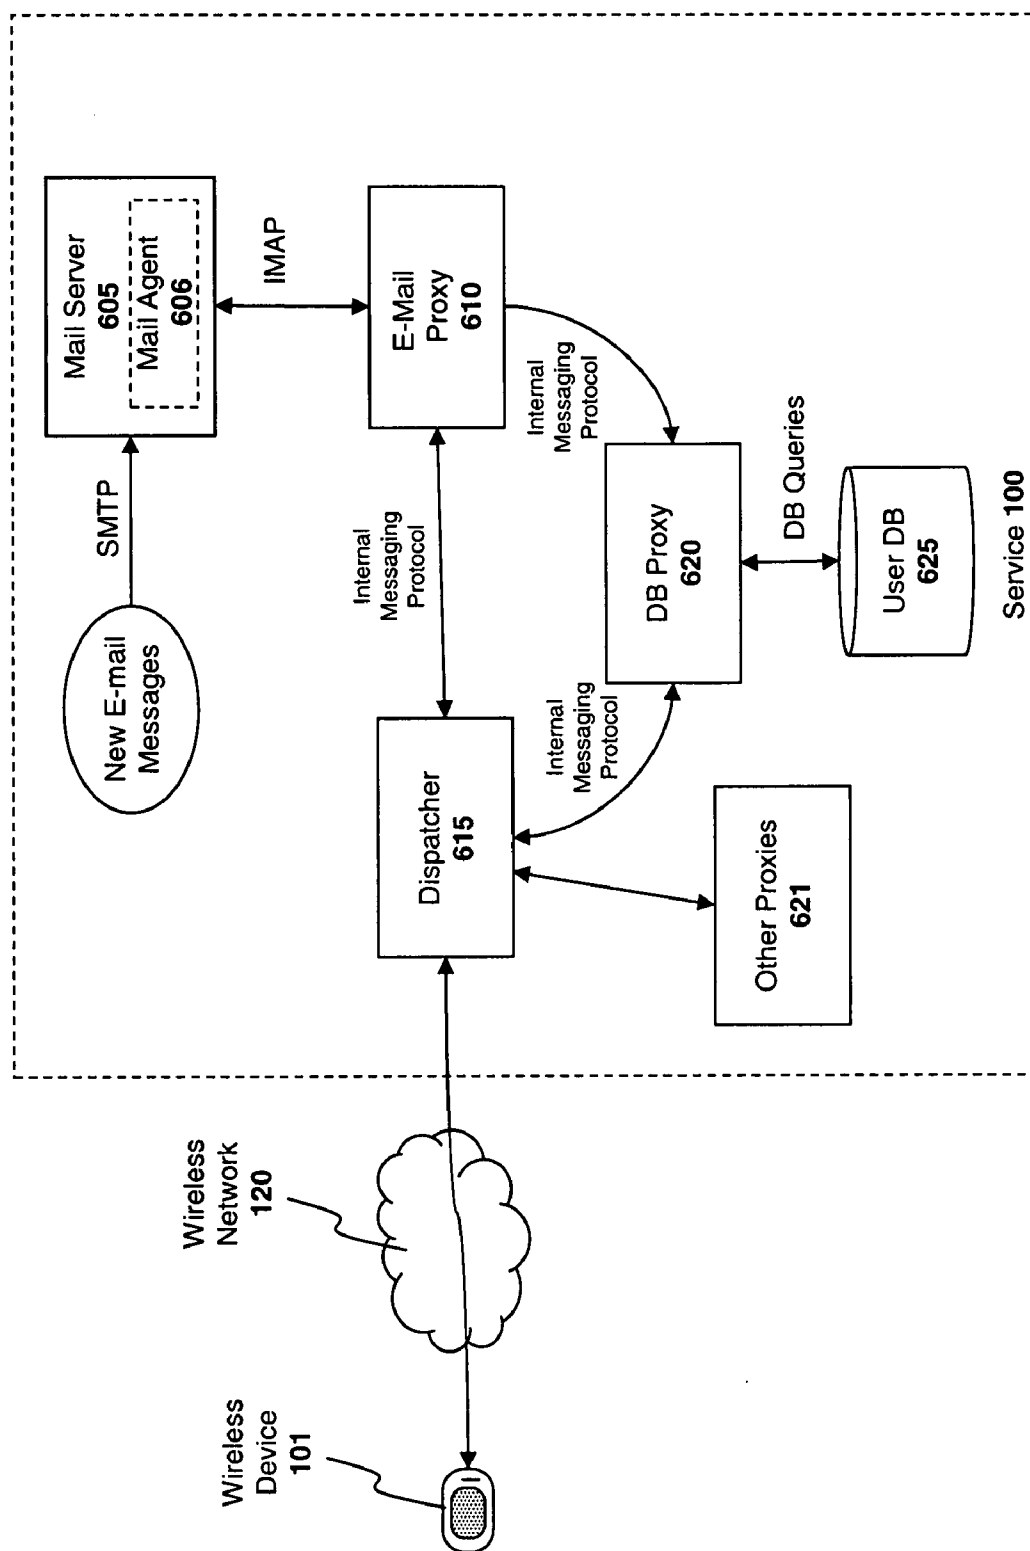 New E-mail
Messages
SMTP
Mail Server
605
Mail Agent
606
IMAP
Wireless
Network
120
Wireless
Device
101
Dispatcher
615
Internal
Messaging
Protocol
E-Mail
Proxy
610
Internal
Messaging
Protocol
Internal
Messaging
Protocol
DB Proxy
620
Other Proxies
621
DB Queries
User DB
625
Service 100